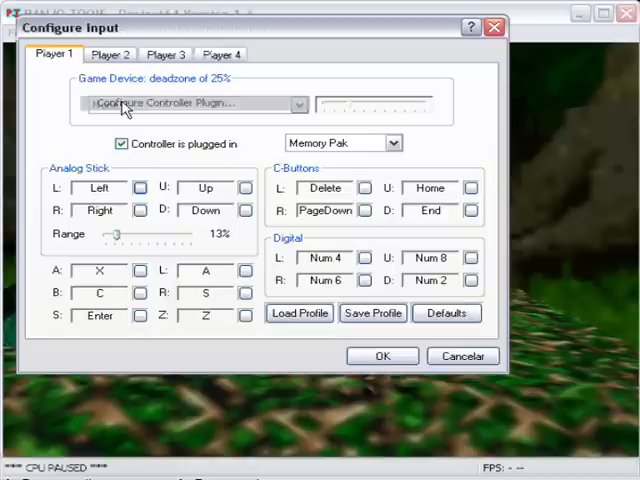 Configure Input
Player 1 Player 2 Player 3 Player 4
Game Device: deadzone of 25%
Configure Controller Plugin...
Controller is plugged in
Memory Pak
Analog Stick
L: Left U: Up
R: Right D: Down
Range 13%
C-Buttons
L: Delete U: Home
R: PageDown D: End
Digital
L: Num 4 U: Num 8
R: Num 6 D: Num 2
A: X L: A
B: C R: S
S: Enter Z: Z
Load Profile Save Profile Defaults
OK Cancelar
*** CPU PAUSED *** FPS: - --